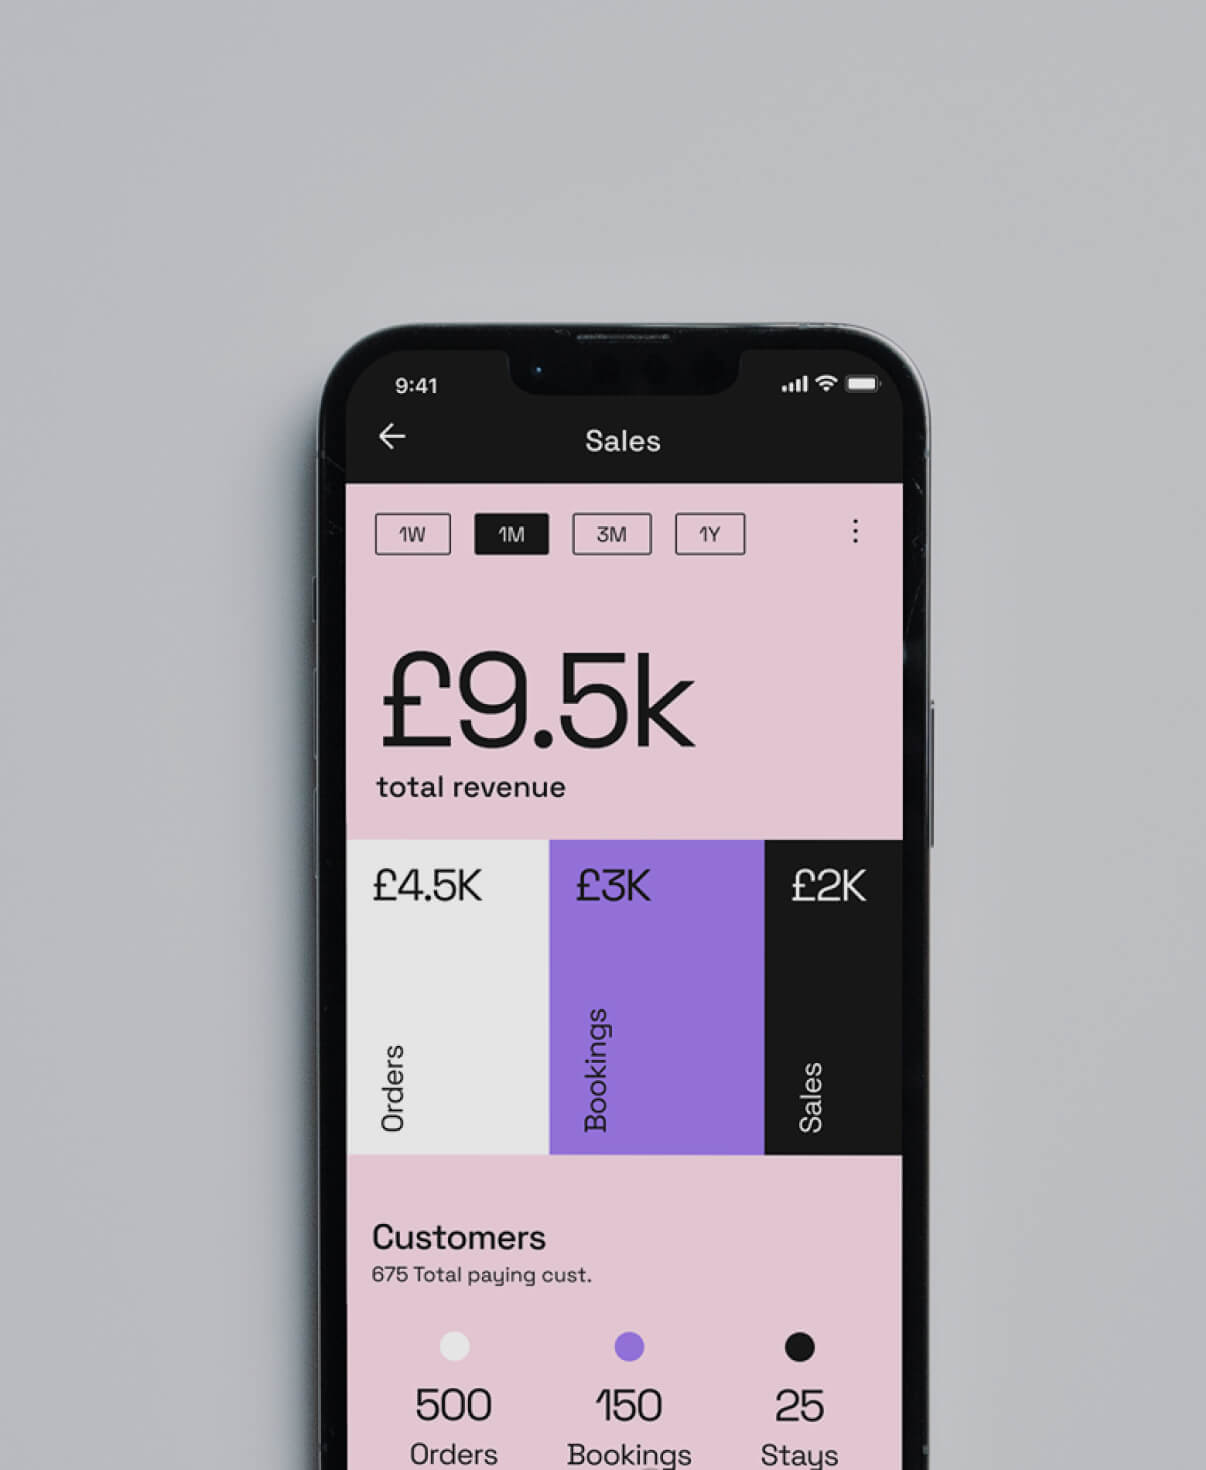 9:41
Sales
1W 1M 3M 1Y
£9.5k
total revenue
£4.5K £3K £2K
Orders Bookings Sales
Customers
675 Total paying cust.
500 150 25
Orders Bookings Stays